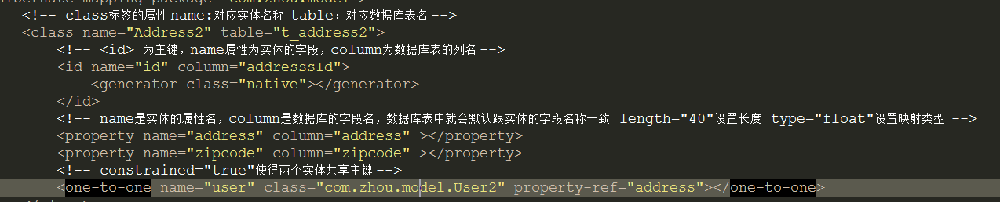 hibernate-mapping package="com.zhou.model">
<!-- class标签的属性 name:对应实体名称 table：对应数据库表名 -->
<class name="Address2" table="t_address2">
<!-- <id> 为主键，name属性为实体的字段，column为数据库表的列名 -->
<id name="id" column="addresssId">
<generator class="native"></generator>
</id>
<!-- name是实体的属性名，column是数据库的字段名，数据库表中就会默认跟实体的字段名称一致 length="40"设置长度 type="float"设置映射类型 -->
<property name="address" column="address" ></property>
<property name="zipcode" column="zipcode" ></property>
<!-- constrained="true"使得两个实体共享主键 -->
<one-to-one name="user" class="com.zhou.model.User2" property-ref="address"></one-to-one>